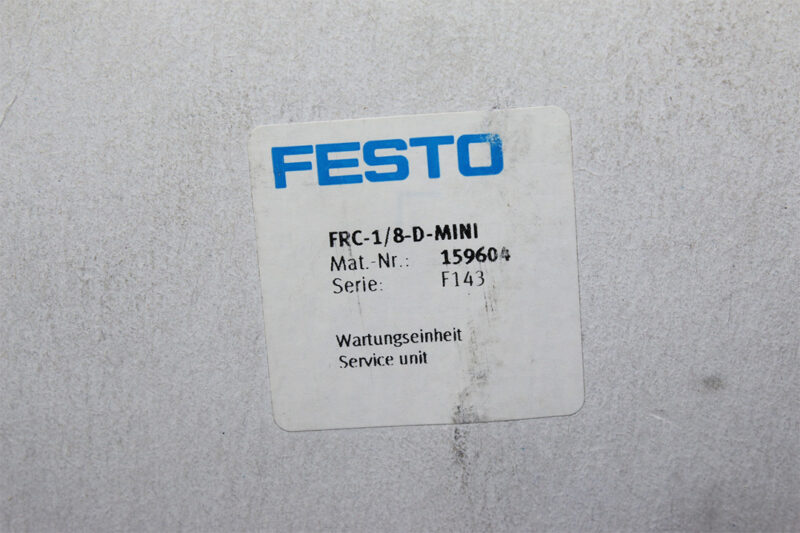 FESTO
FRC-1/8-D-MINI
Mat.-Nr.: 159604
Serie: F143
Wartungseinheit
Service unit